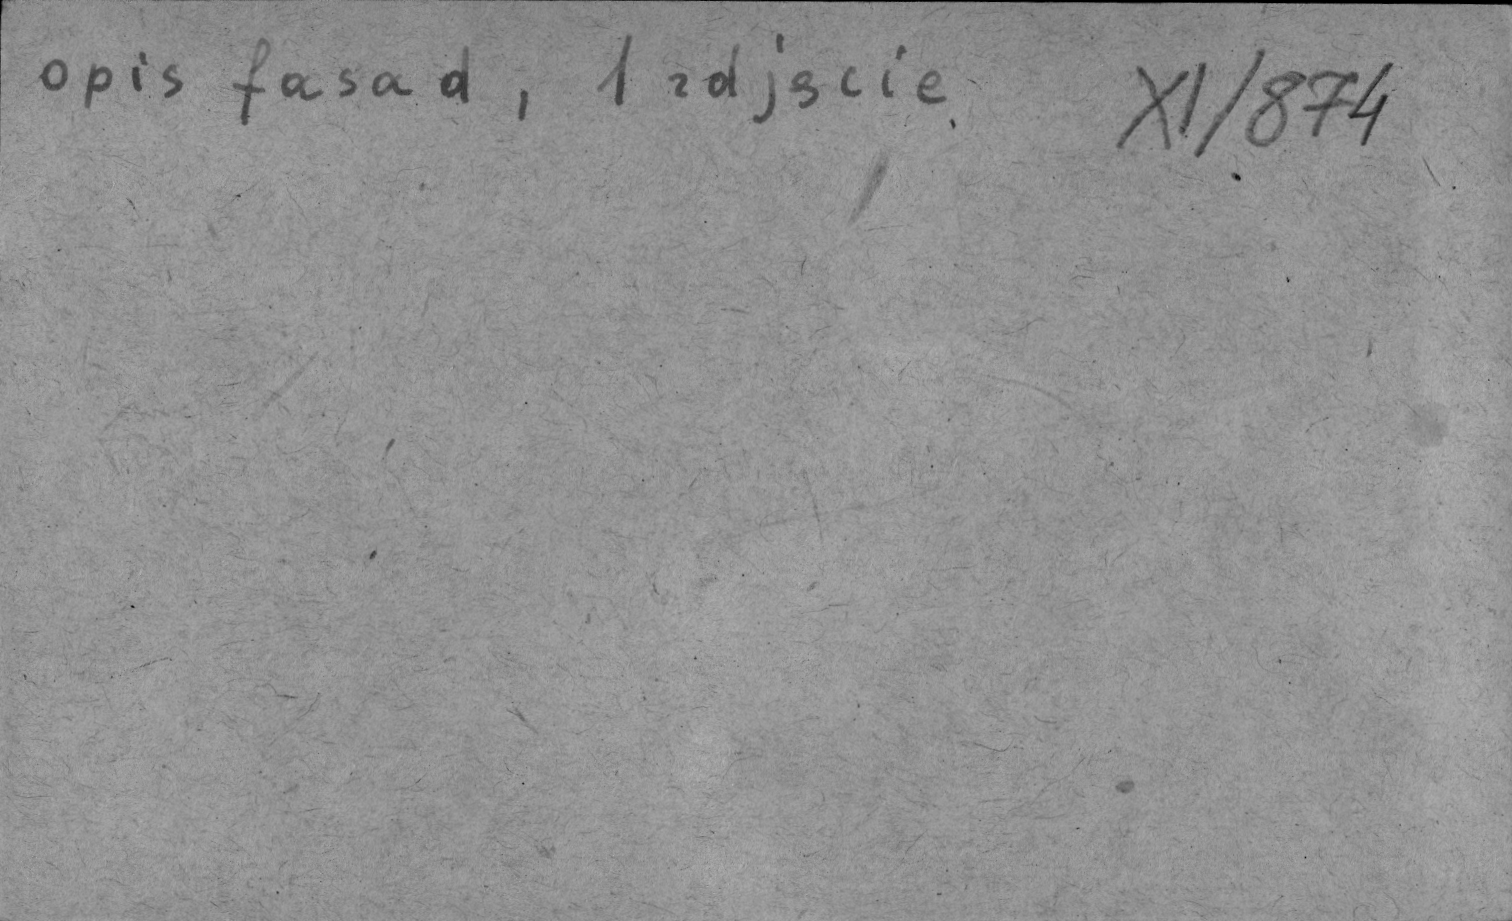 opis fasad, 1 zdjęcie. XI/874